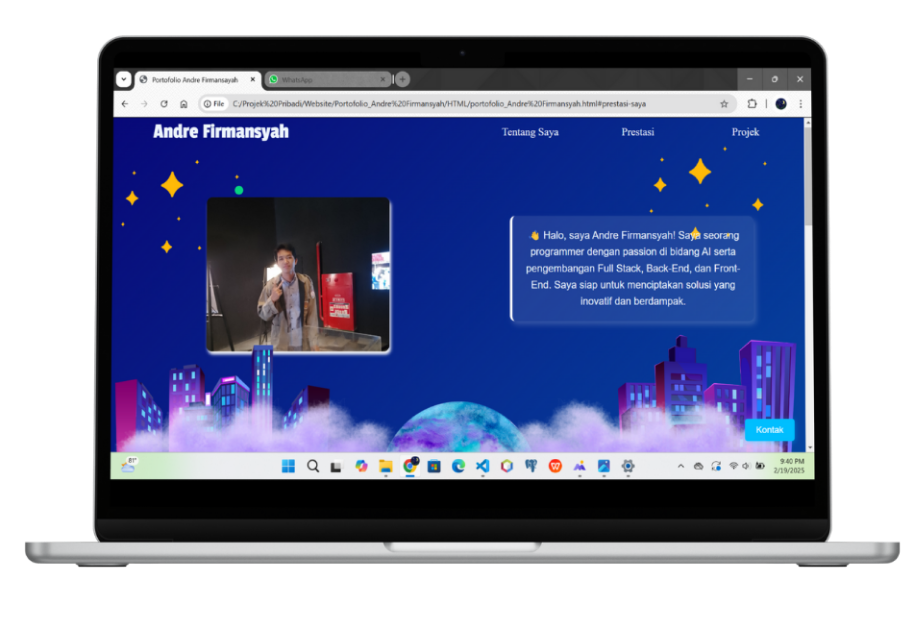 Portofolio Andre Firmansayah
WhatsApp
File
C:/Projek%20Pribadi/Website/Portofolio_Andre%20Firmansyah/HTML/portofolio_Andre%20Firmansyah.html#prestasi-saya
Andre Firmansyah
Tentang Saya
Prestasi
Projek
👋 Halo, saya Andre Firmansyah! Saya seorang
programmer dengan passion di bidang AI serta
pengembangan Full Stack, Back-End, dan Front-
End. Saya siap untuk menciptakan solusi yang
inovatif dan berdampak.
Kontak
81°
9:40 PM
2/19/2025